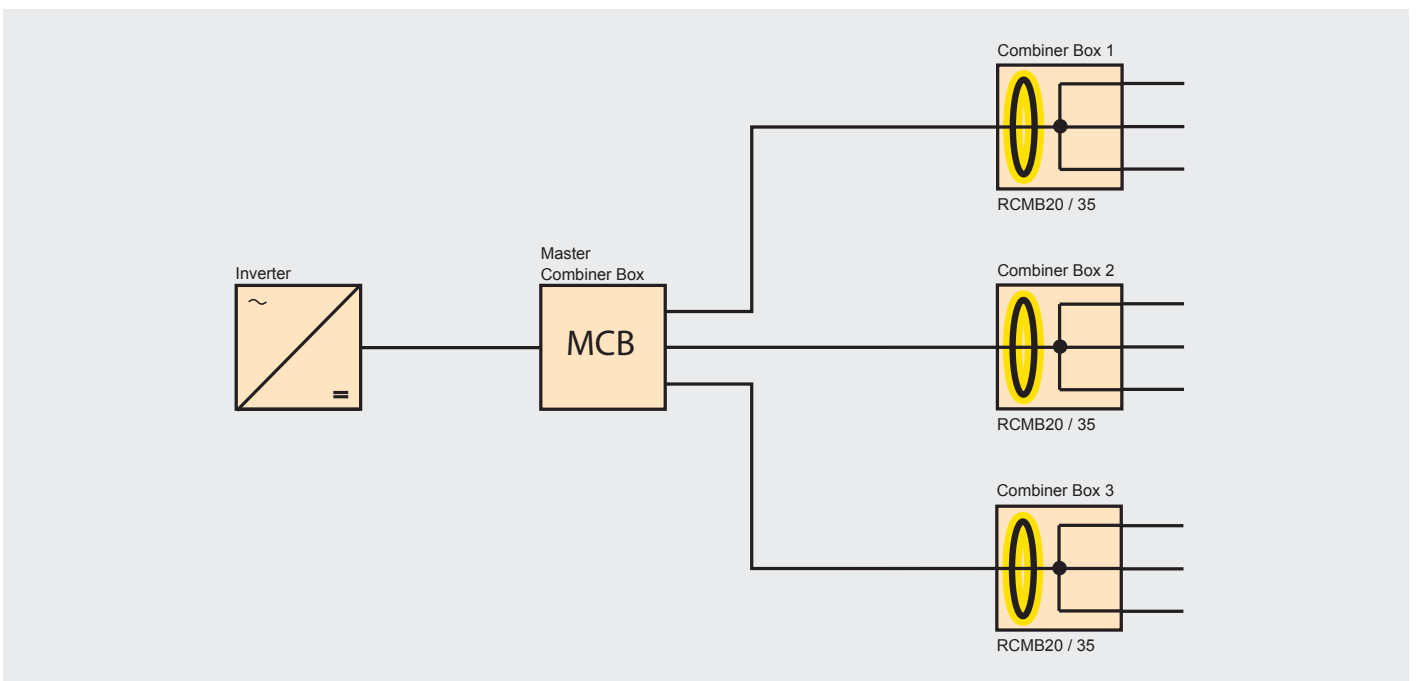 Combiner Box 1
RCMB20 / 35
Master
Combiner Box
Inverter
MCB
Combiner Box 2
RCMB20 / 35
Combiner Box 3
RCMB20 / 35